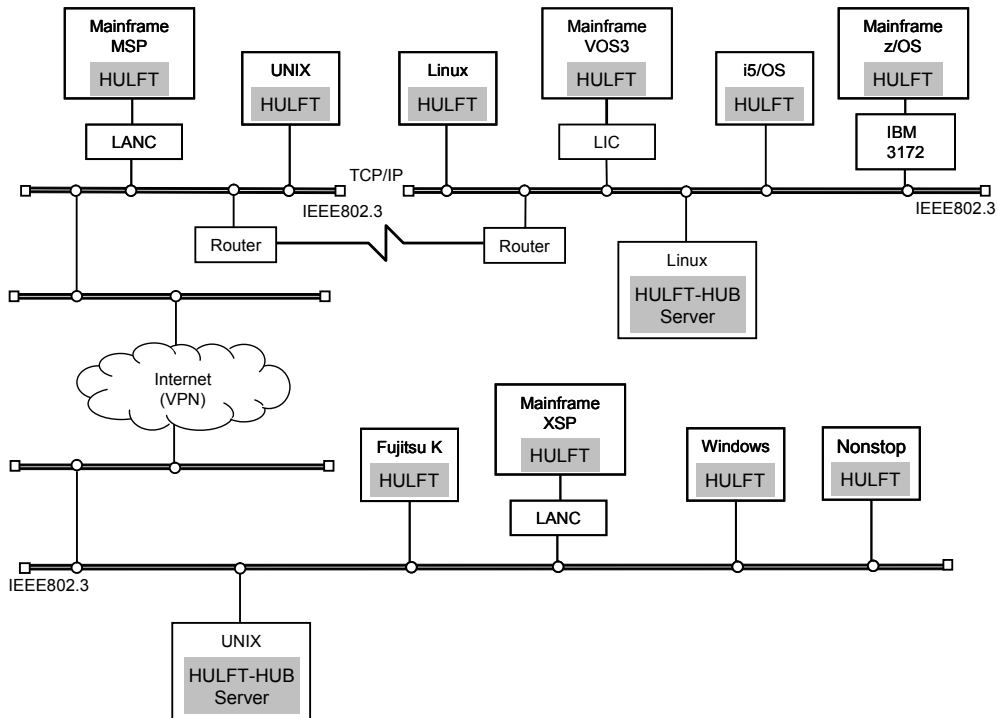 Mainframe
MSP
HULFT
LANC
UNIX
HULFT
Linux
HULFT
Mainframe
VOS3
HULFT
LIC
i5/OS
HULFT
Mainframe
z/OS
HULFT
IBM
3172
TCP/IP
IEEE802.3
IEEE802.3
Router
Router
Linux
HULFT-HUB
Server
Internet
(VPN)
Fujitsu K
HULFT
Mainframe
XSP
HULFT
LANC
Windows
HULFT
Nonstop
HULFT
IEEE802.3
UNIX
HULFT-HUB
Server